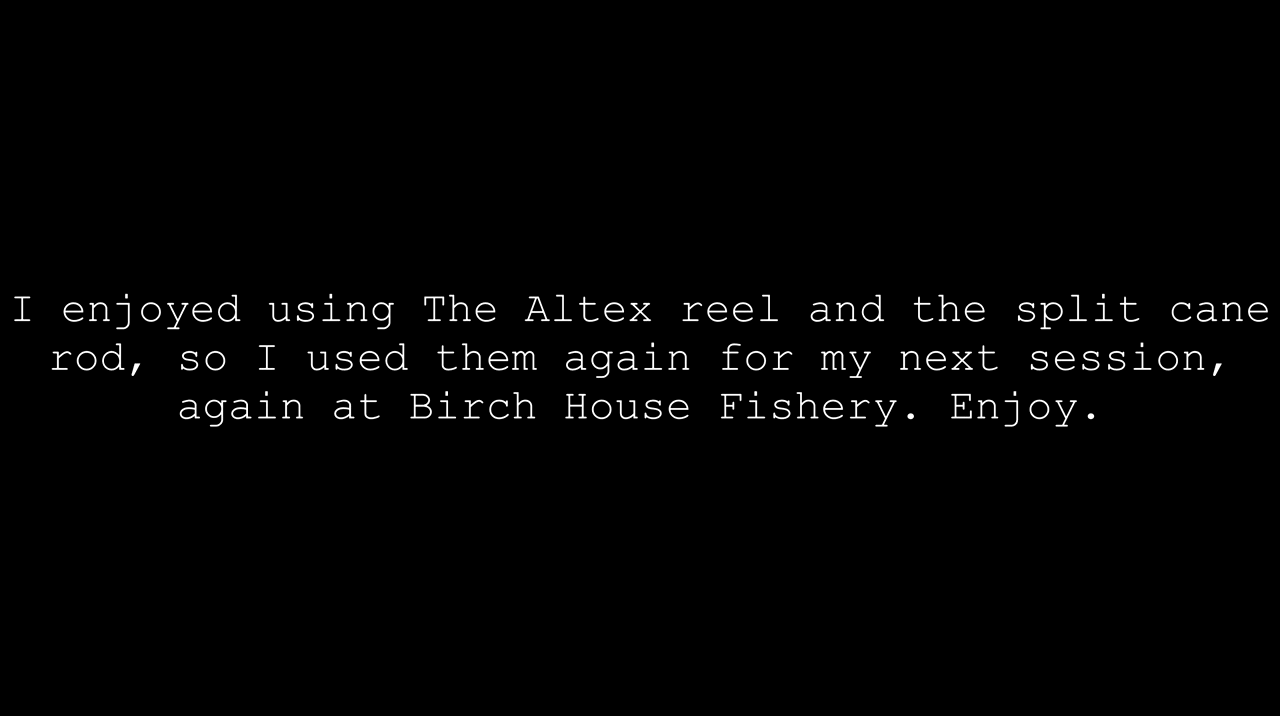 I enjoyed using The Altex reel and the split cane
rod, so I used them again for my next session,
again at Birch House Fishery. Enjoy.